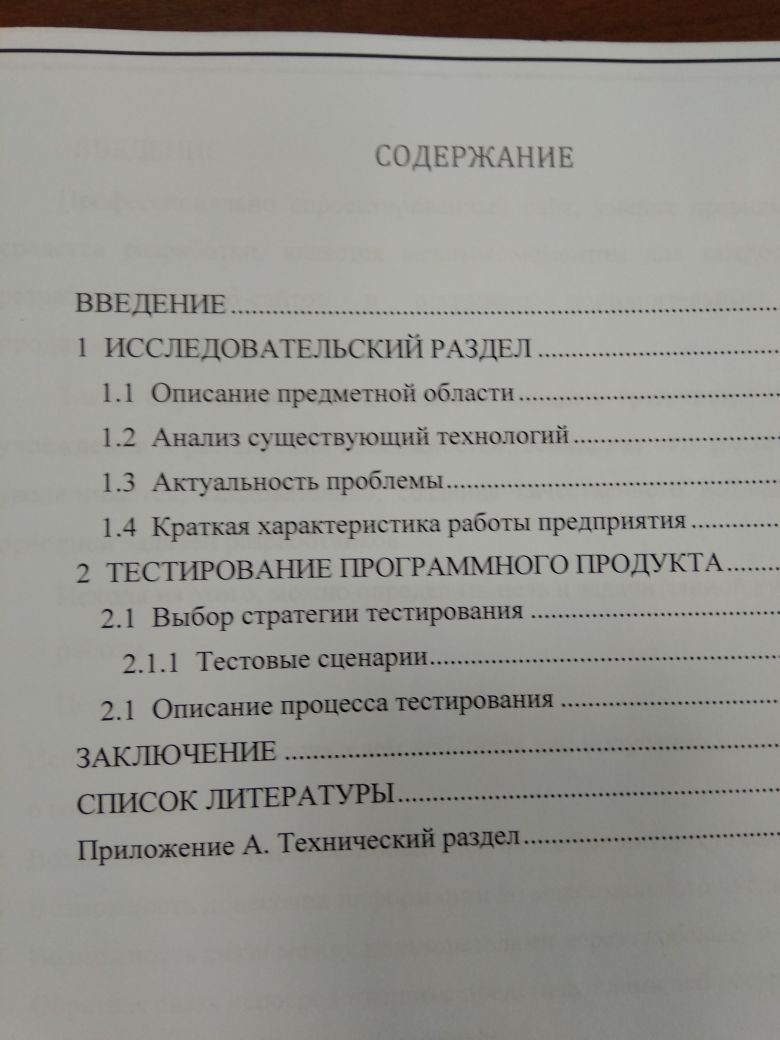 СОДЕРЖАНИЕ
ВВЕДЕНИЕ
1 ИССЛЕДОВАТЕЛЬСКИЙ РАЗДЕЛ
1.1 Описание предметной области
1.2 Анализ существующий технологий
1.3 Актуальность проблемы
1.4 Краткая характеристика работы предприятия
2 ТЕСТИРОВАНИЕ ПРОГРАММНОГО ПРОДУКТА
2.1 Выбор стратегии тестирования
2.1.1 Тестовые сценарии
2.1 Описание процесса тестирования
ЗАКЛЮЧЕНИЕ
СПИСОК ЛИТЕРАТУРЫ
Приложение А. Технический раздел